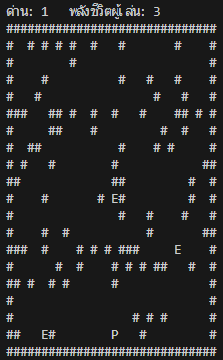 ด่าน: 1   พลังชีวิตผู้เล่น: 3
##############################
#  # # # #  #   #       #    #
#        #                   #
#    #          #   #   #    #
#   #                    #   #
###   ## # #  #  #   #  ## # #
#     ##    #         # #    #
#  ##          #     # #     #
# #   #        #            ##
##             ##         #  #
#    #       # E#         #  #
#              #   #   #     #
#    #  #           #       ##
###  #    # # # ###     E    #
#      #  #    # # # ##   #  #
## #  # #      #             #
#                            #
#                 # # #      #
##   E#        P   #         #
##############################